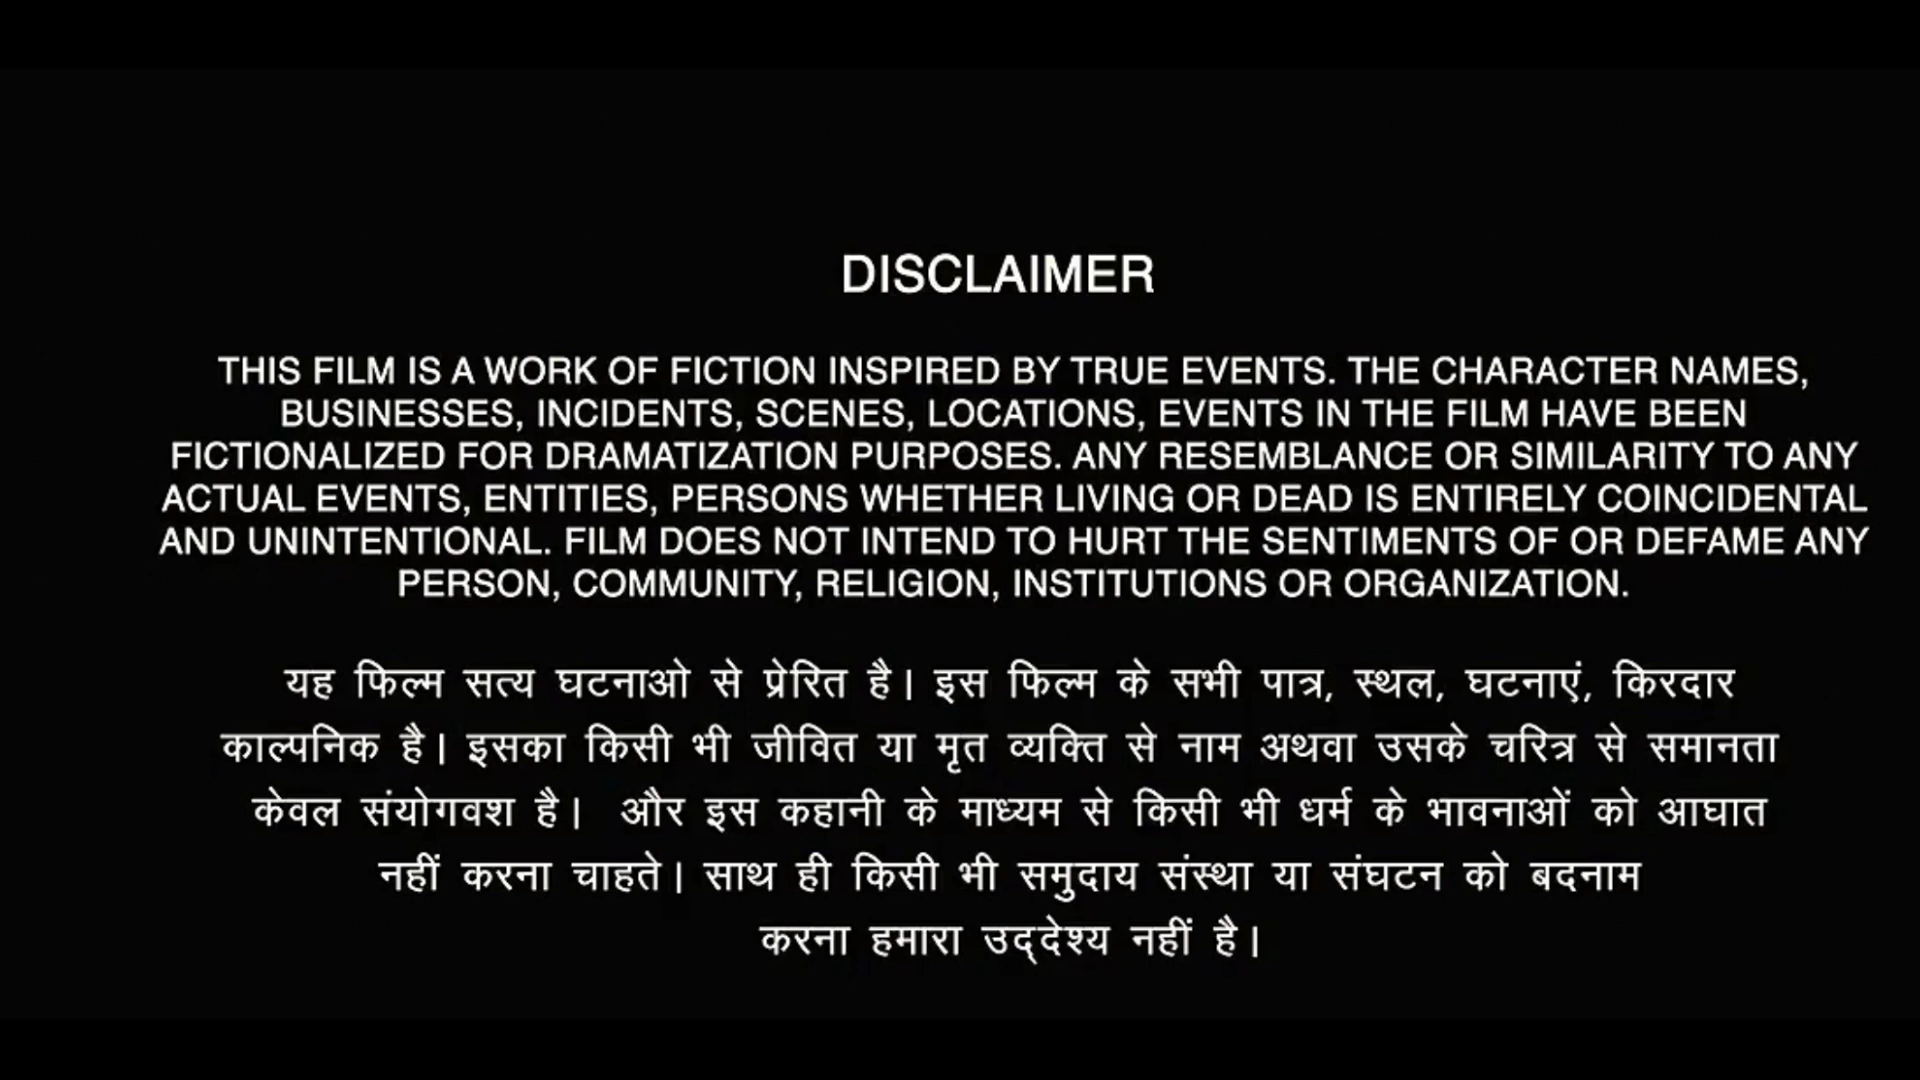 DISCLAIMER
THIS FILM IS A WORK OF FICTION INSPIRED BY TRUE EVENTS. THE CHARACTER NAMES,
BUSINESSES, INCIDENTS, SCENES, LOCATIONS, EVENTS IN THE FILM HAVE BEEN
FICTIONALIZED FOR DRAMATIZATION PURPOSES. ANY RESEMBLANCE OR SIMILARITY TO ANY
ACTUAL EVENTS, ENTITIES, PERSONS WHETHER LIVING OR DEAD IS ENTIRELY COINCIDENTAL
AND UNINTENTIONAL. FILM DOES NOT INTEND TO HURT THE SENTIMENTS OF OR DEFAME ANY
PERSON, COMMUNITY, RELIGION, INSTITUTIONS OR ORGANIZATION.
यह फिल्म सत्य घटनाओ से प्रेरित है। इस फिल्म के सभी पात्र, स्थल, घटनाएं, किरदार
काल्पनिक है। इसका किसी भी जीवित या मृत व्यक्ति से नाम अथवा उसके चरित्र से समानता
केवल संयोगवश है। और इस कहानी के माध्यम से किसी भी धर्म के भावनाओं को आघात
नहीं करना चाहते। साथ ही किसी भी समुदाय संस्था या संघटन को बदनाम
करना हमारा उद्देश्य नहीं है।